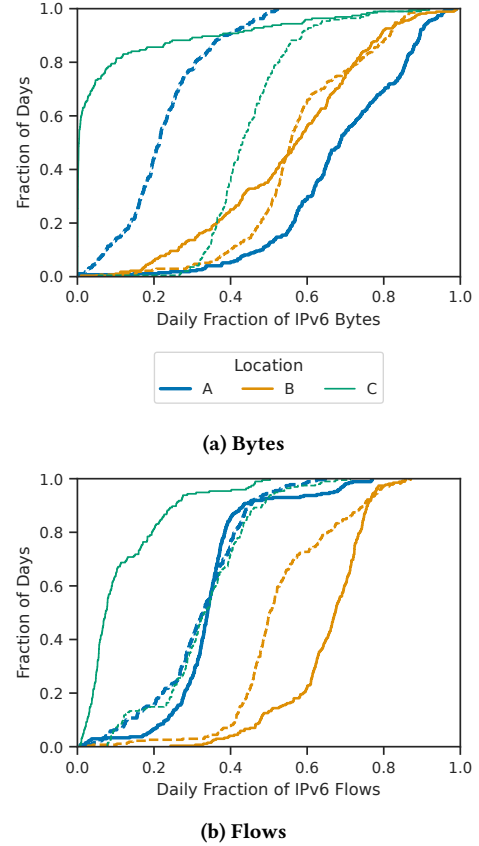 1.0
0.8
0.6
0.4
0.2
0.0
Fraction of Days
0.0 0.2 0.4 0.6 0.8 1.0
Daily Fraction of IPv6 Bytes
Location
A B C
(a) Bytes
1.0
0.8
0.6
0.4
0.2
0.0
Fraction of Days
0.0 0.2 0.4 0.6 0.8 1.0
Daily Fraction of IPv6 Flows
(b) Flows